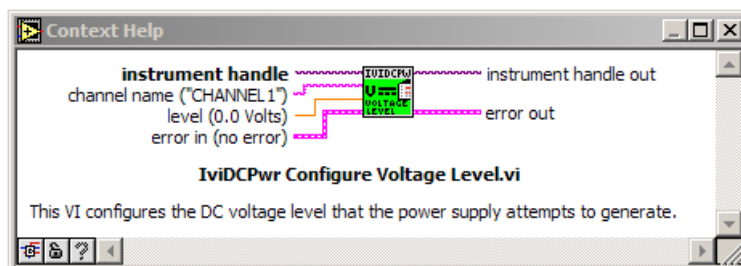 Context Help
instrument handle
channel name ("CHANNEL1")
level (0.0 Volts)
error in (no error)
IVIDCPW
V
VOLTAGE
LEVEL
instrument handle out
error out
IviDCPwr Configure Voltage Level.vi
This VI configures the DC voltage level that the power supply attempts to generate.